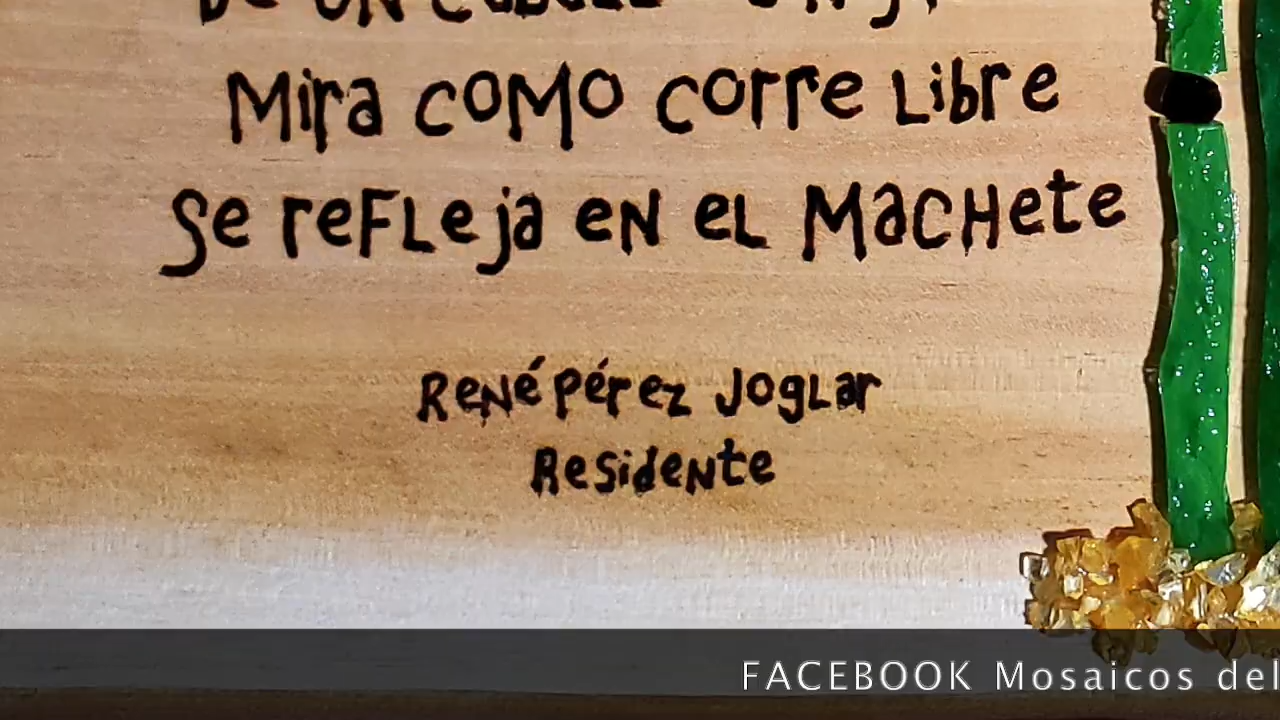 Mira como corre libre
Se refleja en el machete
René Pérez Joglar
Residente
FACEBOOK Mosaicos del